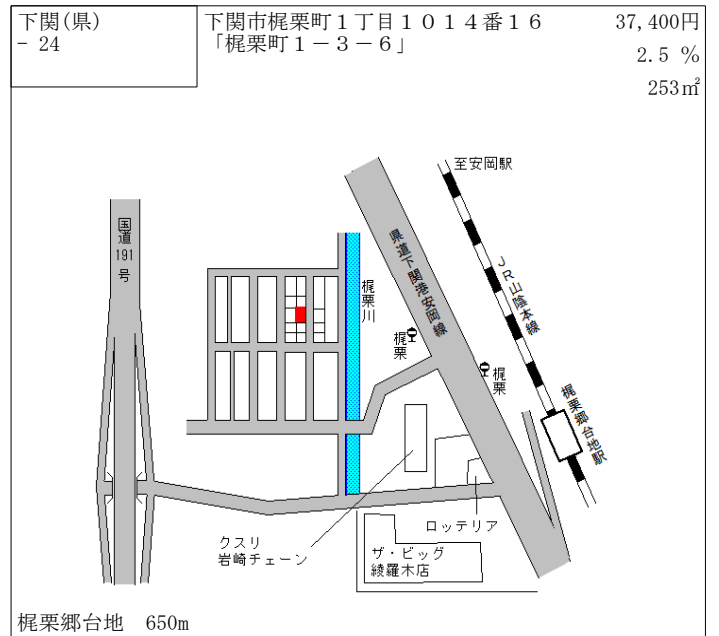 下関(県)
- 24
下関市梶栗町１丁目１０１４番１６
「梶栗町１－３－６」
37,400円
2.5 %
253㎡
至安岡駅
国道191号
県道下関港安岡線
ＪＲ山陰本線
梶栗川
梶栗
梶栗
梶栗郷台地駅
ロッテリア
クスリ
岩崎チェーン
ザ・ビッグ
綾羅木店
梶栗郷台地　650m